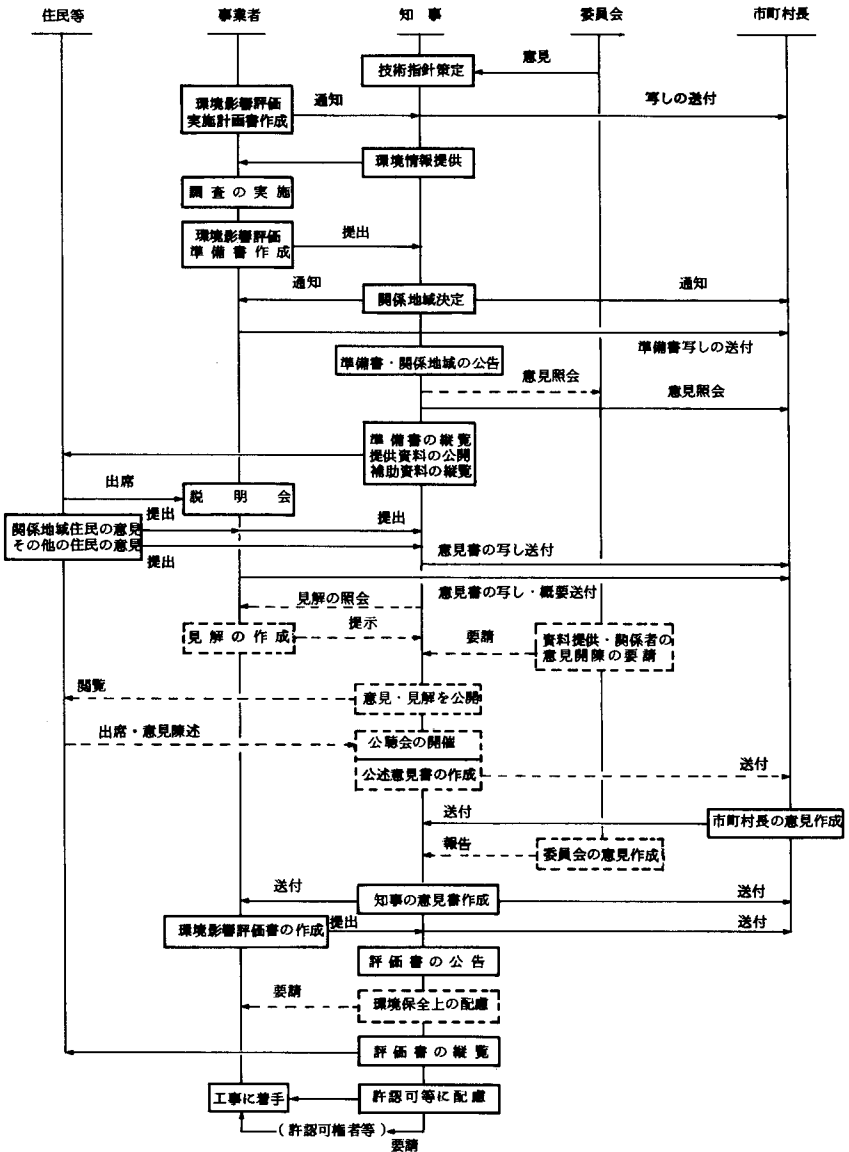 住民等
事業者
知事
委員会
市町村長
意見
技術指針策定
環境影響評価
実施計画書作成
通知
写しの送付
環境情報提供
調査の実施
環境影響評価
準備書作成
提出
通知
関係地域決定
通知
準備書写しの送付
準備書・関係地域の公告
意見照会
意見照会
準備書の縦覧
提供資料の公開
補助資料の縦覧
出席
説明会
提出
提出
関係地域住民の意見
その他の住民の意見
提出
意見書の写し送付
意見書の写し・概要送付
見解の照会
見解の作成
提示
要請
資料提供・関係者の
意見開陳の要請
閲覧
意見・見解を公開
出席・意見陳述
公聴会の開催
公述意見書の作成
送付
送付
市町村長の意見作成
報告
委員会の意見作成
送付
知事の意見書作成
送付
環境影響評価書の作成
提出
送付
評価書の公告
要請
環境保全上の配慮
評価書の縦覧
工事に着手
許認可等に配慮
(許認可権者等)
要請